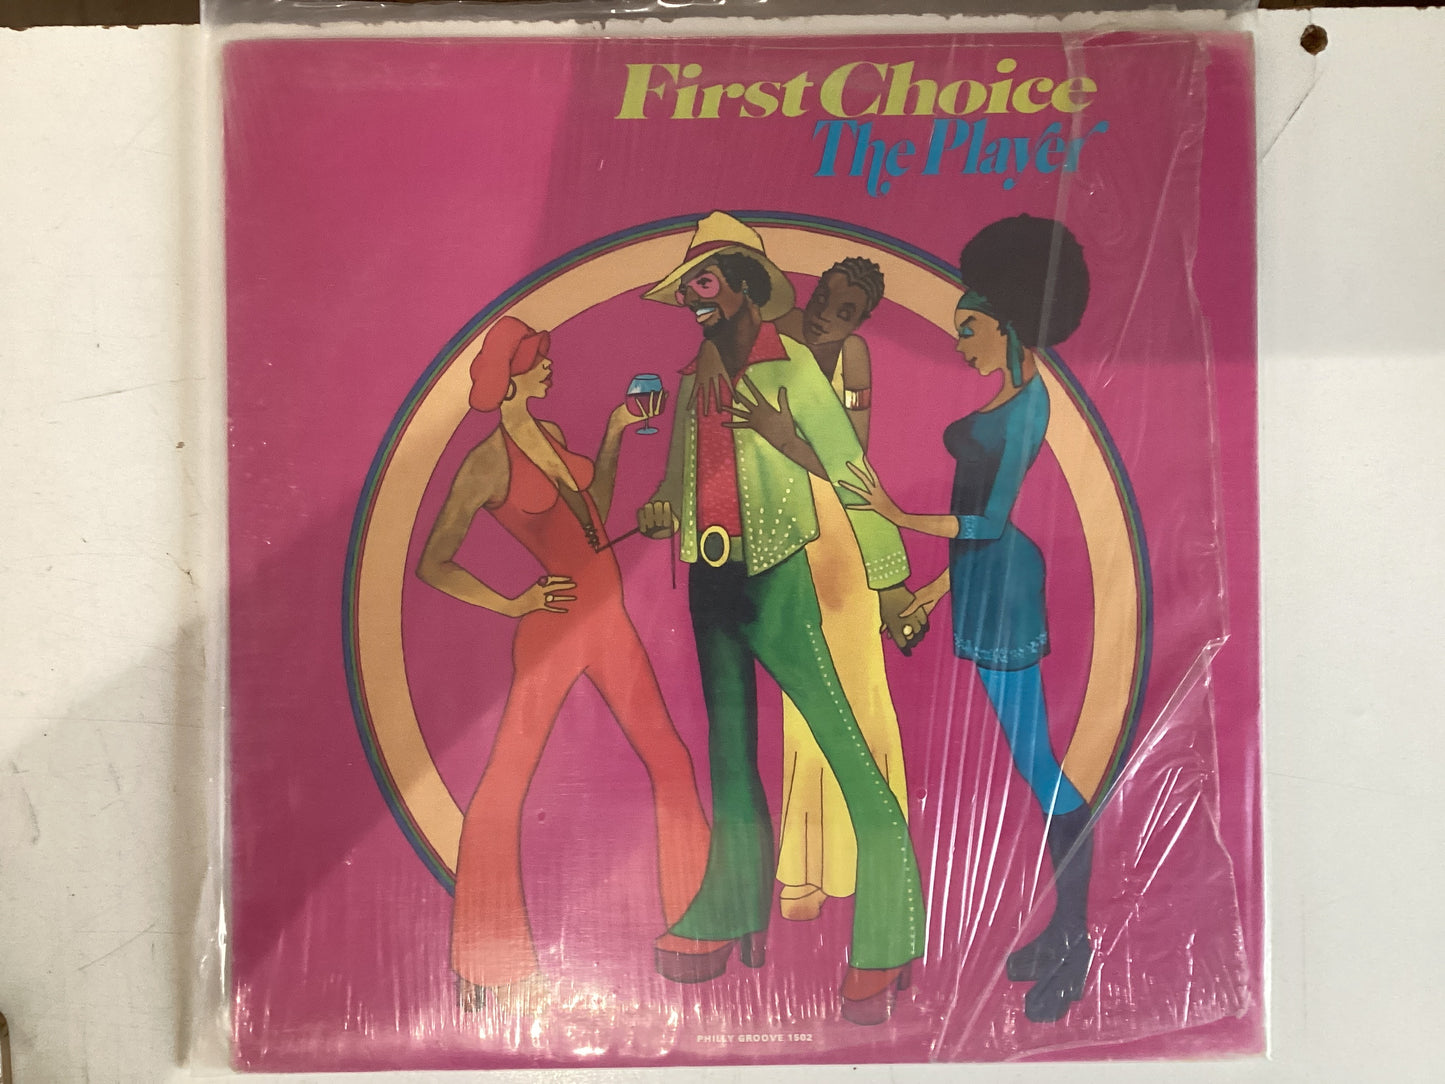 First Choice
The Player
PHILLY GROOVE 1502